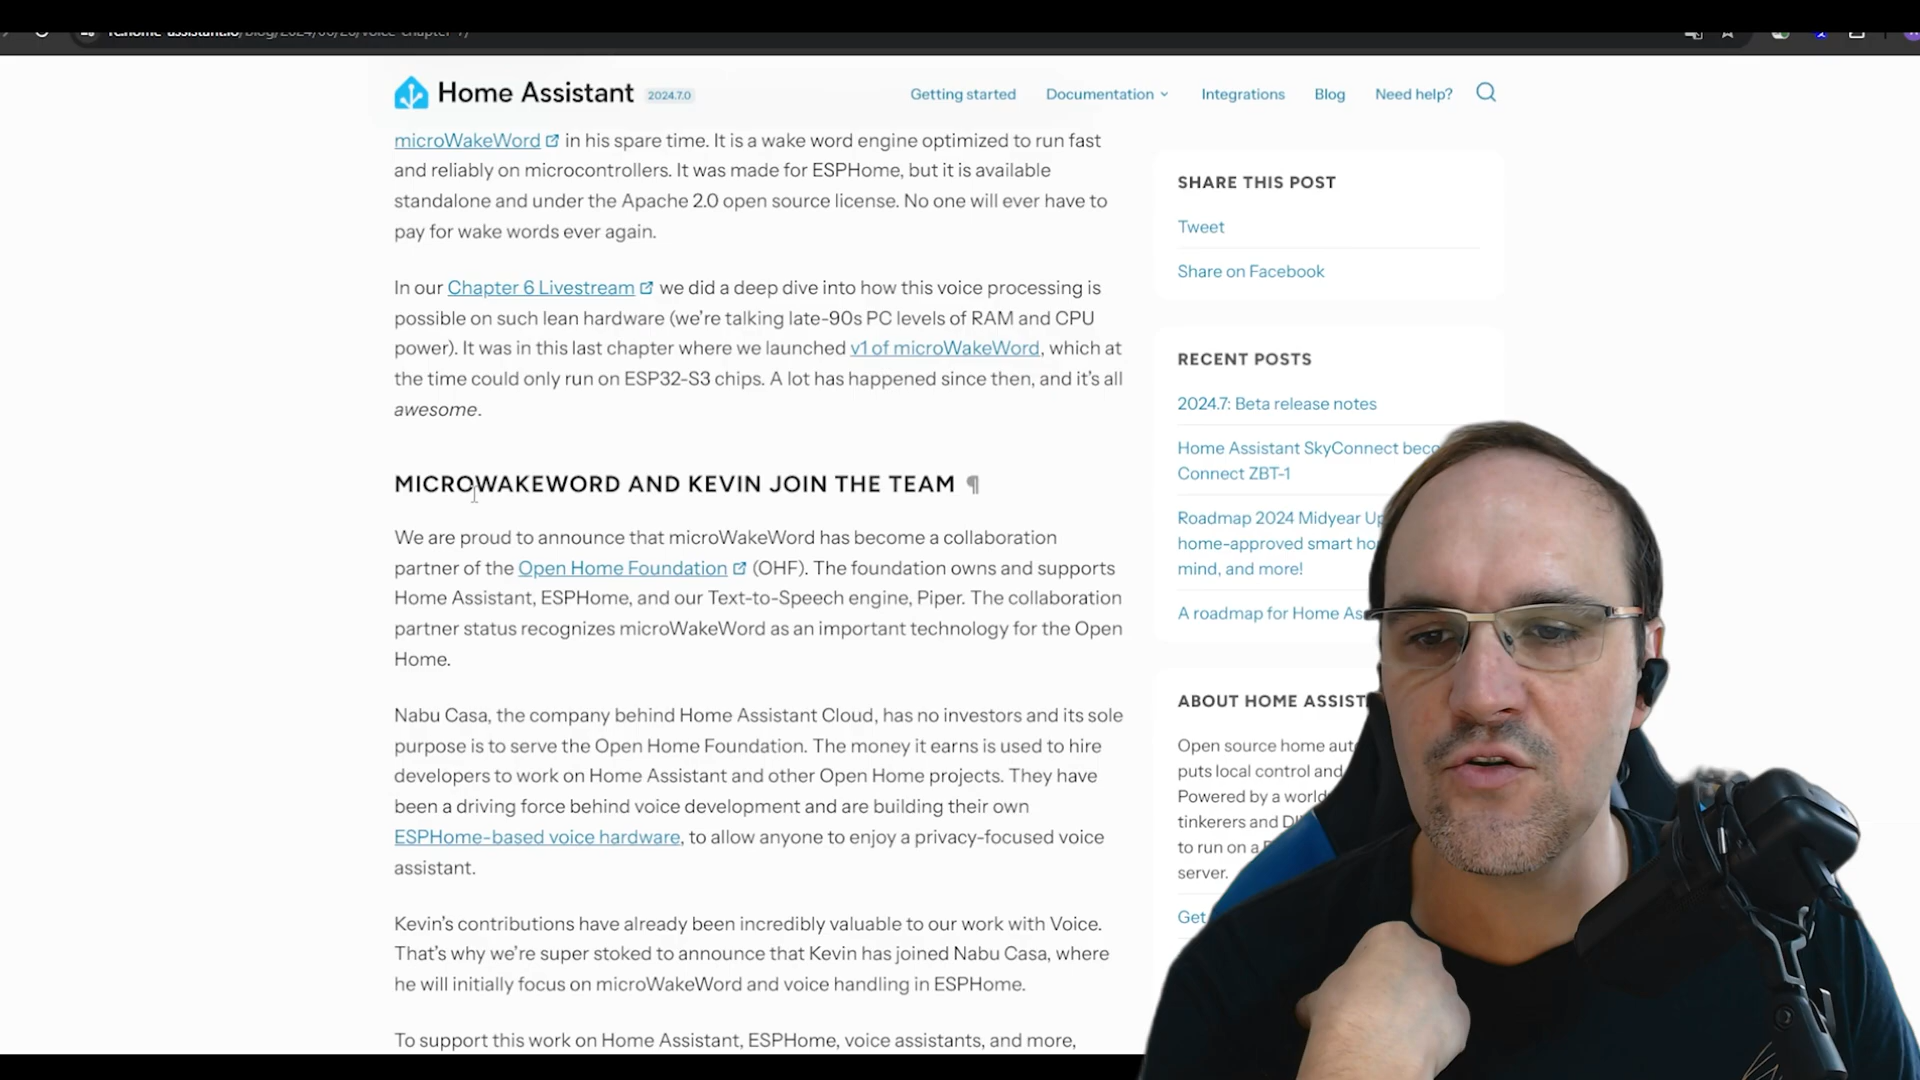 Home Assistant 2024.7.0 Getting started Documentation Integrations Blog Need help?
microWakeWord in his spare time. It is a wake word engine optimized to run fast
and reliably on microcontrollers. It was made for ESPHome, but it is available
standalone and under the Apache 2.0 open source license. No one will ever have to
pay for wake words ever again.
In our Chapter 6 Livestream we did a deep dive into how this voice processing is
possible on such lean hardware (we're talking late-90s PC levels of RAM and CPU
power). It was in this last chapter where we launched v1 of microWakeWord, which at
the time could only run on ESP32-S3 chips. A lot has happened since then, and it's all
awesome.
MICROWAKEWORD AND KEVIN JOIN THE TEAM ¶
We are proud to announce that microWakeWord has become a collaboration
partner of the Open Home Foundation (OHF). The foundation owns and supports
Home Assistant, ESPHome, and our Text-to-Speech engine, Piper. The collaboration
partner status recognizes microWakeWord as an important technology for the Open
Home.
Nabu Casa, the company behind Home Assistant Cloud, has no investors and its sole
purpose is to serve the Open Home Foundation. The money it earns is used to hire
developers to work on Home Assistant and other Open Home projects. They have
been a driving force behind voice development and are building their own
ESPHome-based voice hardware, to allow anyone to enjoy a privacy-focused voice
assistant.
Kevin's contributions have already been incredibly valuable to our work with Voice.
That's why we're super stoked to announce that Kevin has joined Nabu Casa, where
he will initially focus on microWakeWord and voice handling in ESPHome.
To support this work on Home Assistant, ESPHome, voice assistants, and more,
SHARE THIS POST
Tweet
Share on Facebook
RECENT POSTS
2024.7: Beta release notes
Home Assistant SkyConnect beco
Connect ZBT-1
Roadmap 2024 Midyear Up
home-approved smart ho
mind, and more!
A roadmap for Home As
ABOUT HOME ASSIST
Open source home aut
puts local control and
Powered by a world
tinkerers and DI
to run on a
server.
Get